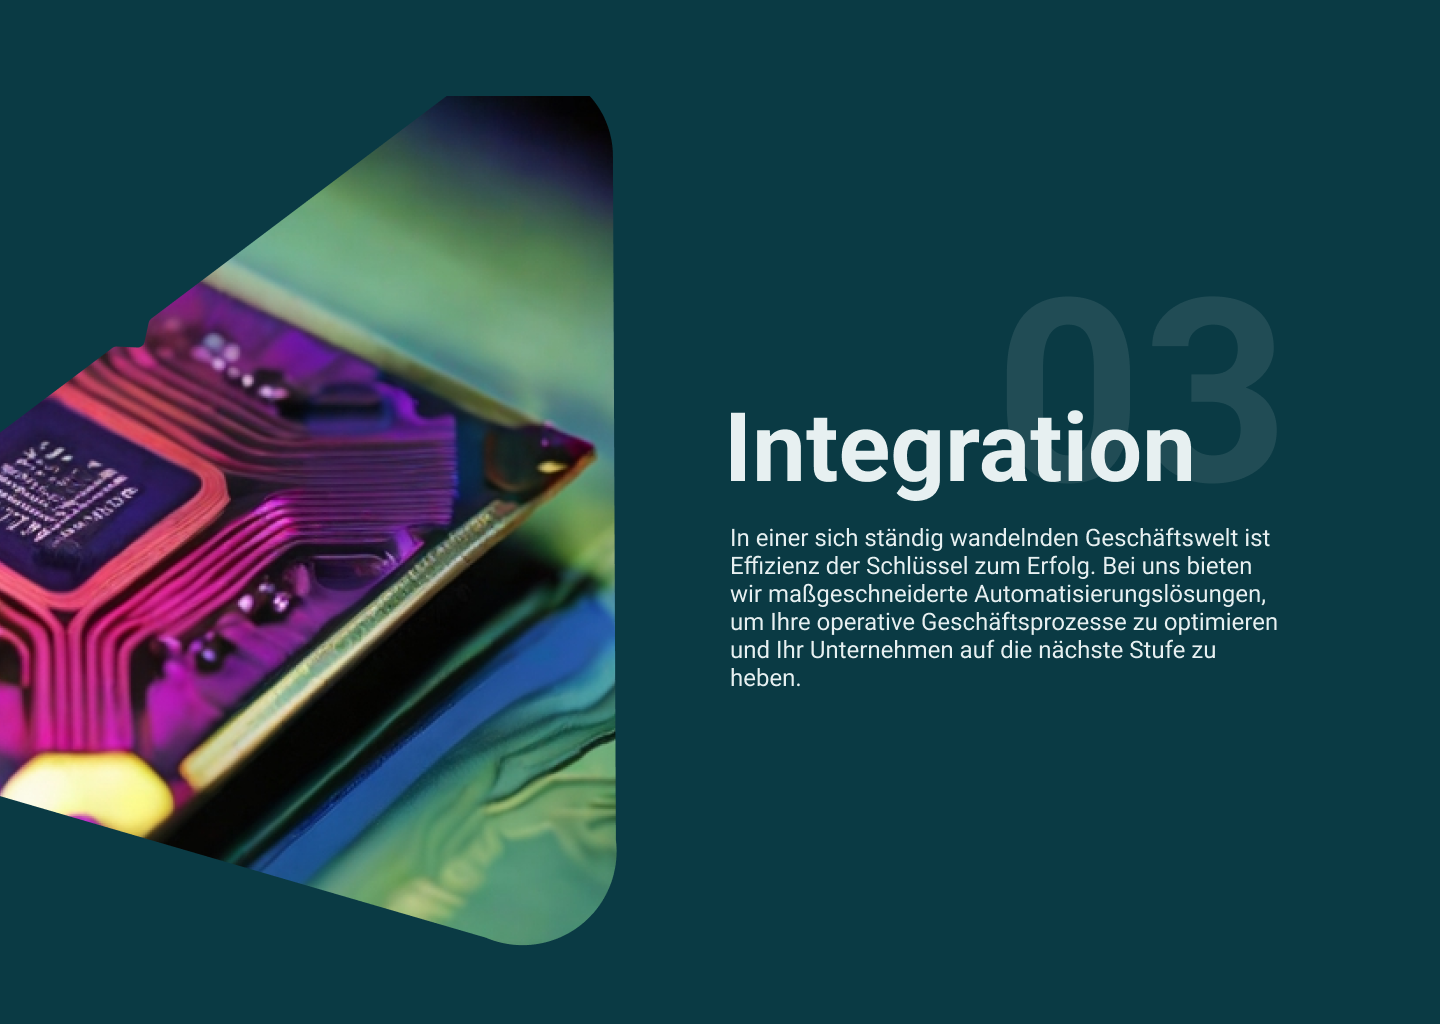 03
Integration
In einer sich ständig wandelnden Geschäftswelt ist
Effizienz der Schlüssel zum Erfolg. Bei uns bieten
wir maßgeschneiderte Automatisierungslösungen,
um Ihre operative Geschäftsprozesse zu optimieren
und Ihr Unternehmen auf die nächste Stufe zu
heben.